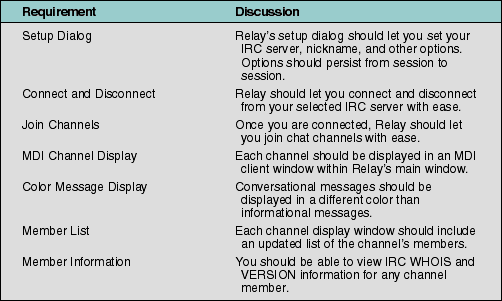 Requirement Discussion
Setup Dialog Relay's setup dialog should let you set your
IRC server, nickname, and other options.
Options should persist from session to
session.
Connect and Disconnect Relay should let you connect and disconnect
from your selected IRC server with ease.
Join Channels Once you are connected, Relay should let
you join chat channels with ease.
MDI Channel Display Each channel should be displayed in an MDI
client window within Relay's main window.
Color Message Display Conversational messages should be
displayed in a different color than
informational messages.
Member List Each channel display window should include
an updated list of the channel's members.
Member Information You should be able to view IRC WHOIS and
VERSION information for any channel
member.